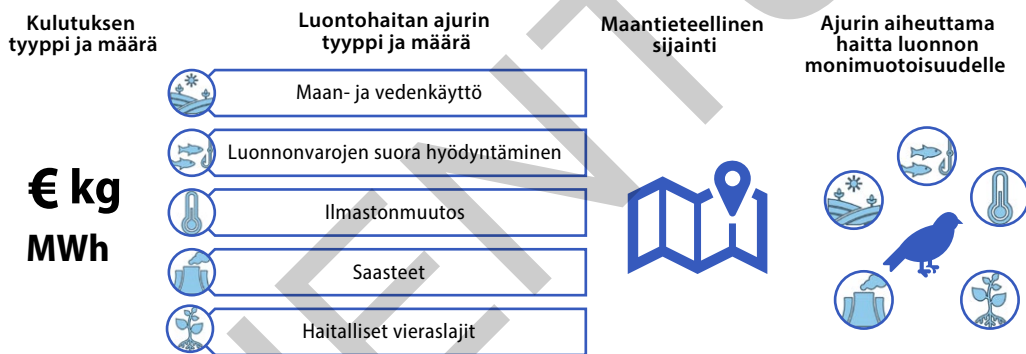 Kulutuksen
tyyppi ja määrä
Luontohaitan ajurin
tyyppi ja määrä
Maantieteellinen
sijainti
Ajurin aiheuttama
haitta luonnon
monimuotoisuudelle
€ kg
MWh
Maan- ja vedenkäyttö
Luonnonvarojen suora hyödyntäminen
Ilmastonmuutos
Saasteet
Haitalliset vieraslajit